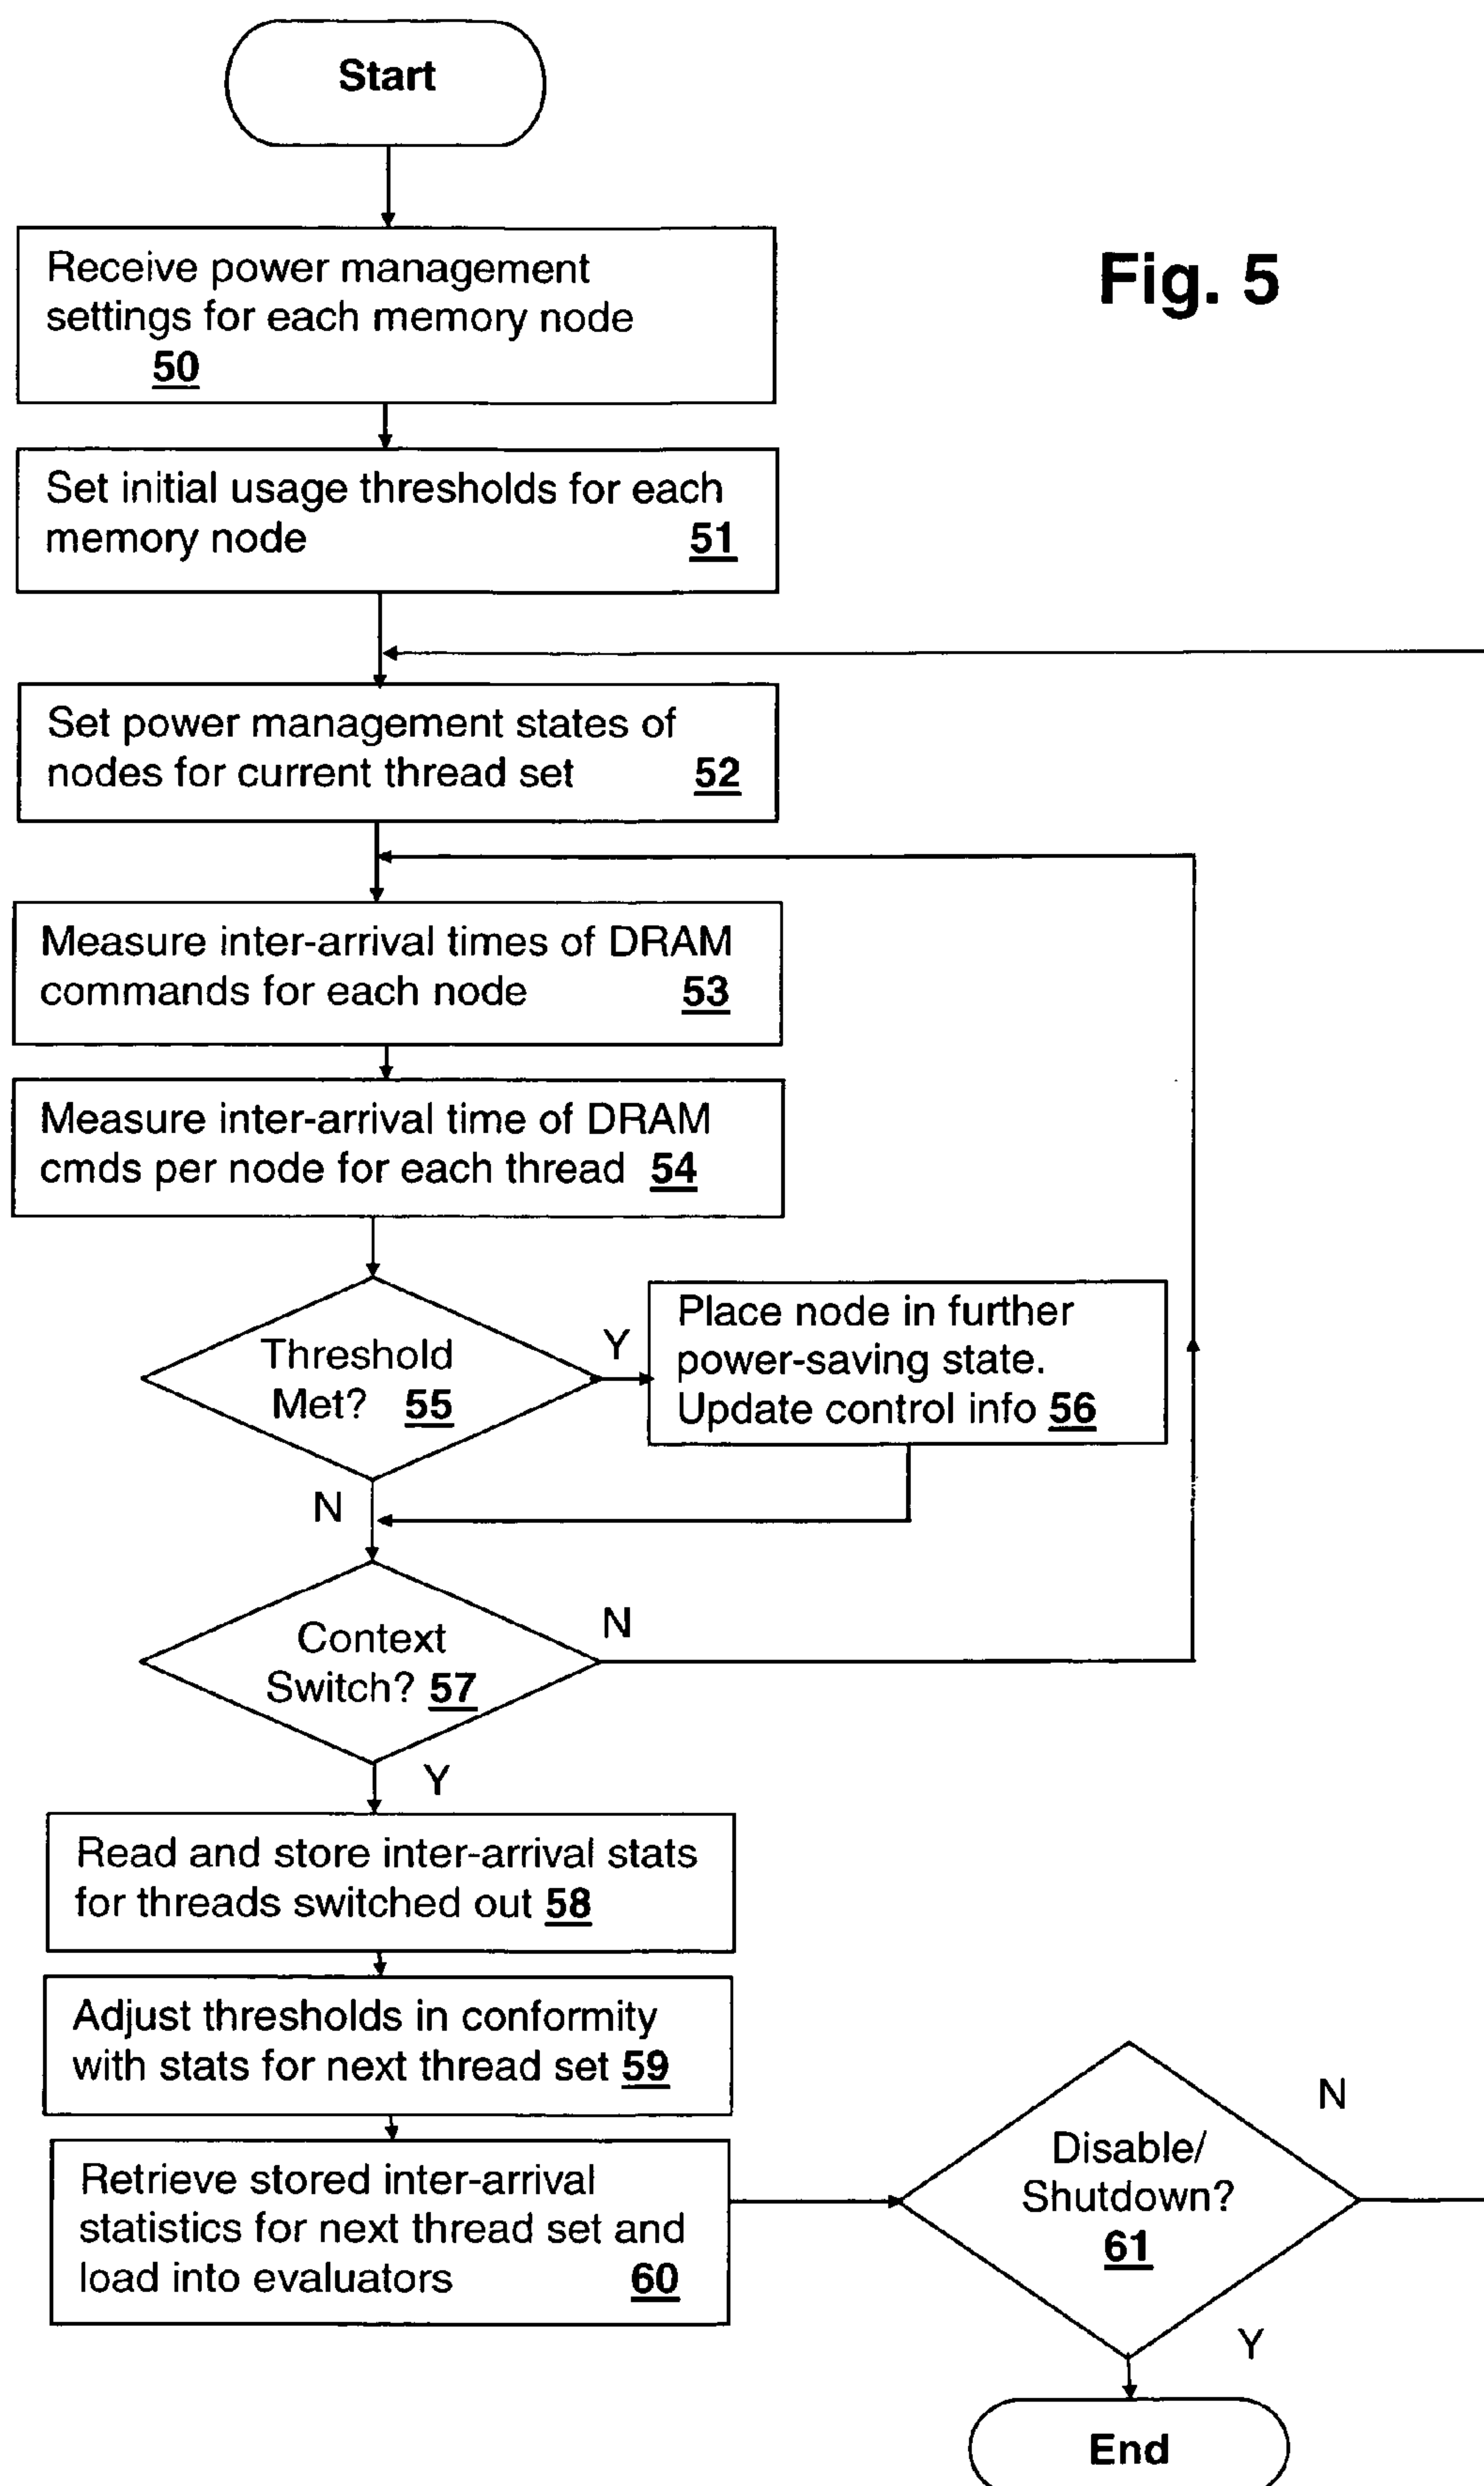 Start
Fig. 5
Receive power management
settings for each memory node
50
Set initial usage thresholds for each
memory node 51
Set power management states of
nodes for current thread set 52
Measure inter-arrival times of DRAM
commands for each node 53
Measure inter-arrival time of DRAM
cmds per node for each thread 54
Threshold
Met? 55
Y
Place node in further
power-saving state.
Update control info 56
N
Context
Switch? 57
N
Y
Read and store inter-arrival stats
for threads switched out 58
Adjust thresholds in conformity
with stats for next thread set 59
Retrieve stored inter-arrival
statistics for next thread set and
load into evaluators 60
Disable/
Shutdown?
61
N
Y
End